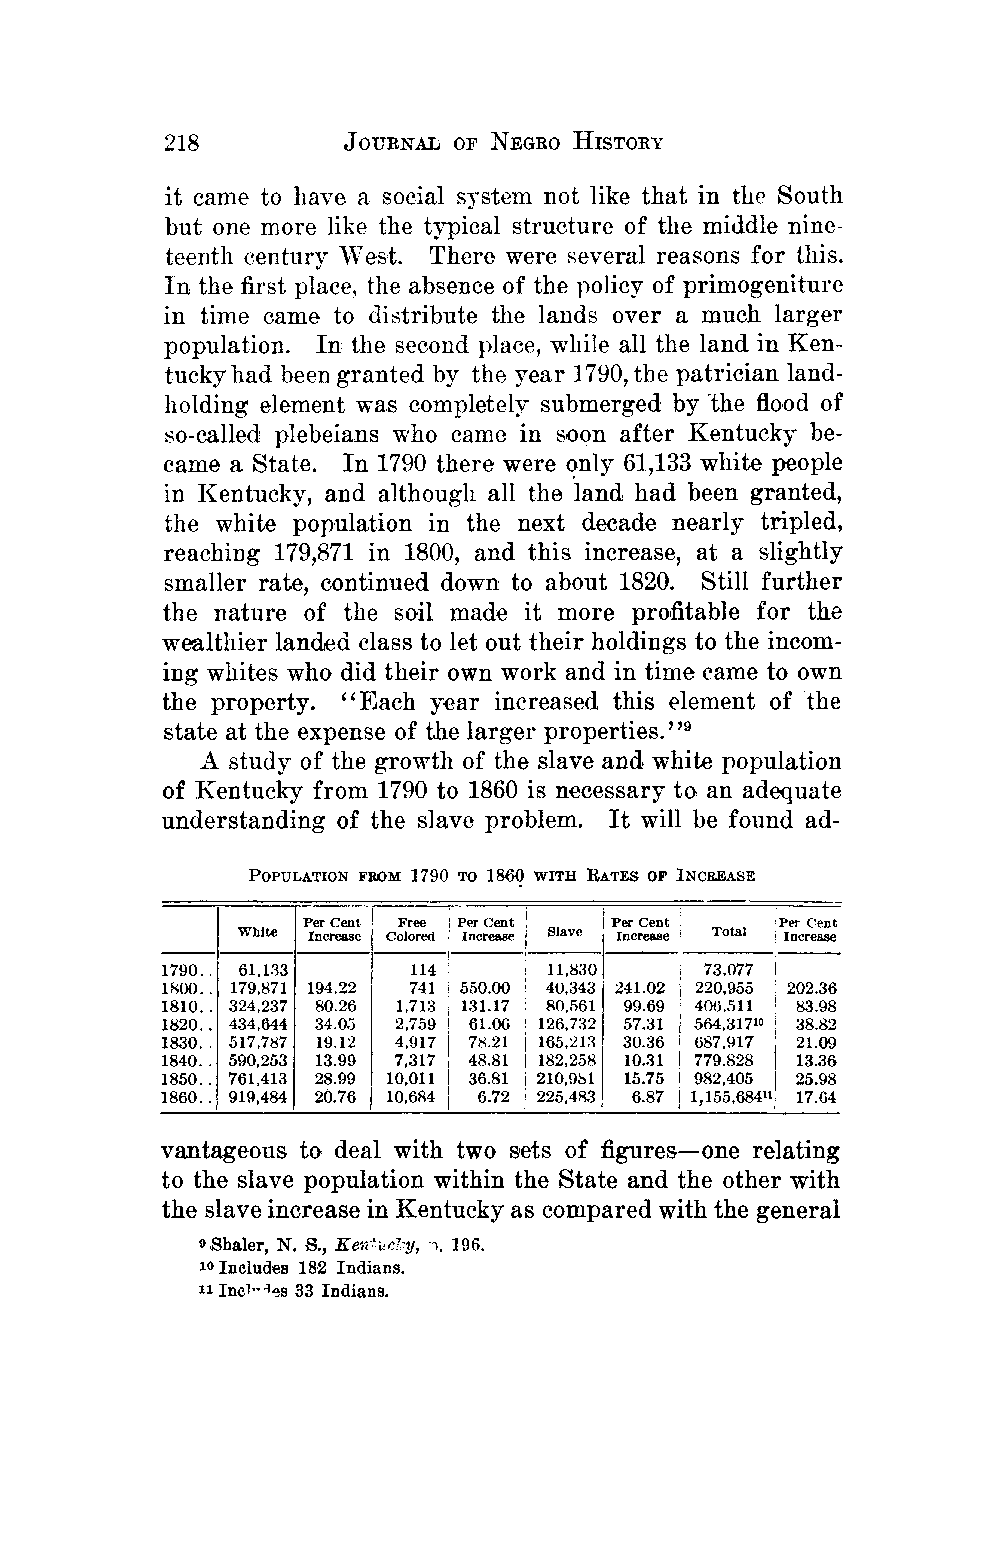 218 JOURNAL OF NEGRO HISTORY
it came to have a social system not like that in the South
but one more like the typical structure of the middle nine-
teenth century West. There were several reasons for this.
In the first place, the absence of the policy of primogeniture
in time came to distribute the lands over a much larger
population. In the second place, while all the land in Ken-
tucky had been granted by the year 1790, the patrician land-
holding element was completely submerged by the flood of
so-called plebeians who came in soon after Kentucky be-
came a State. In 1790 there were only 61,133 white people
in Kentucky, and although all the land had been granted,
the white population in the next decade nearly tripled,
reaching 179,871 in 1800, and this increase, at a slightly
smaller rate, continued down to about 1820. Still further
the nature of the soil made it more profitable for the
wealthier landed class to let out their holdings to the incom-
ing whites who did their own work and in time came to own
the property. “Each year increased this element of the
state at the expense of the larger properties.”⁹
A study of the growth of the slave and white population
of Kentucky from 1790 to 1860 is necessary to an adequate
understanding of the slave problem. It will be found ad-
POPULATION FROM 1790 TO 1860 WITH RATES OF INCREASE
White Per Cent Increase Free Colored Per Cent Increase Slave Per Cent Increase Total Per Cent Increase
1790.. 61,133 114 11,830 73,077
1800.. 179,871 194.22 741 550.00 40,343 241.02 220,955 202.36
1810.. 324,237 80.26 1,713 131.17 80,561 99.69 406,511 83.98
1820.. 434,644 34.05 2,759 61.06 126,732 57.31 564,317¹⁰ 38.82
1830.. 517,787 19.12 4,917 78.21 165,213 30.36 687,917 21.09
1840.. 590,253 13.99 7,317 48.81 182,258 10.31 779,828 13.36
1850.. 761,413 28.99 10,011 36.81 210,981 15.75 982,405 25.98
1860.. 919,484 20.76 10,684 6.72 225,483 6.87 1,155,684¹¹ 17.64
vantageous to deal with two sets of figures—one relating
to the slave population within the State and the other with
the slave increase in Kentucky as compared with the general
⁹ Shaler, N. S., Kentucky, p. 196.
¹⁰ Includes 182 Indians.
¹¹ Includes 33 Indians.